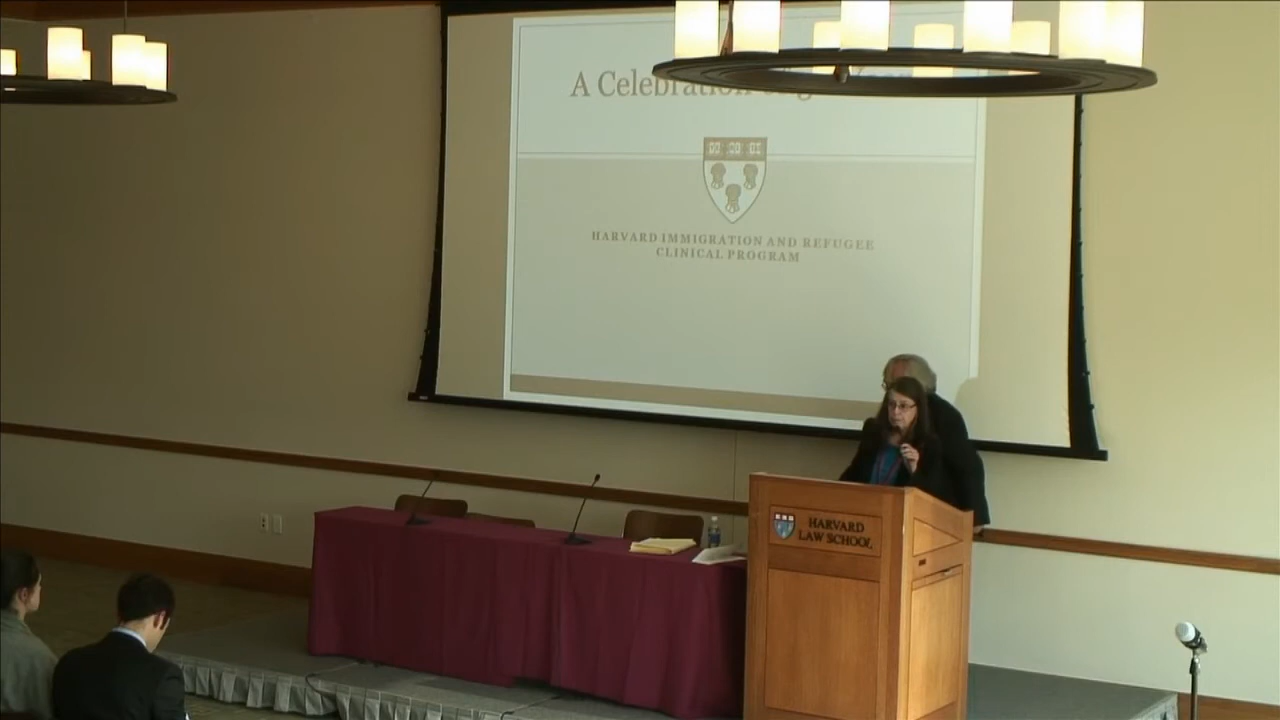 A Celebration
HARVARD IMMIGRATION AND REFUGEE
CLINICAL PROGRAM
HARVARD
LAW SCHOOL